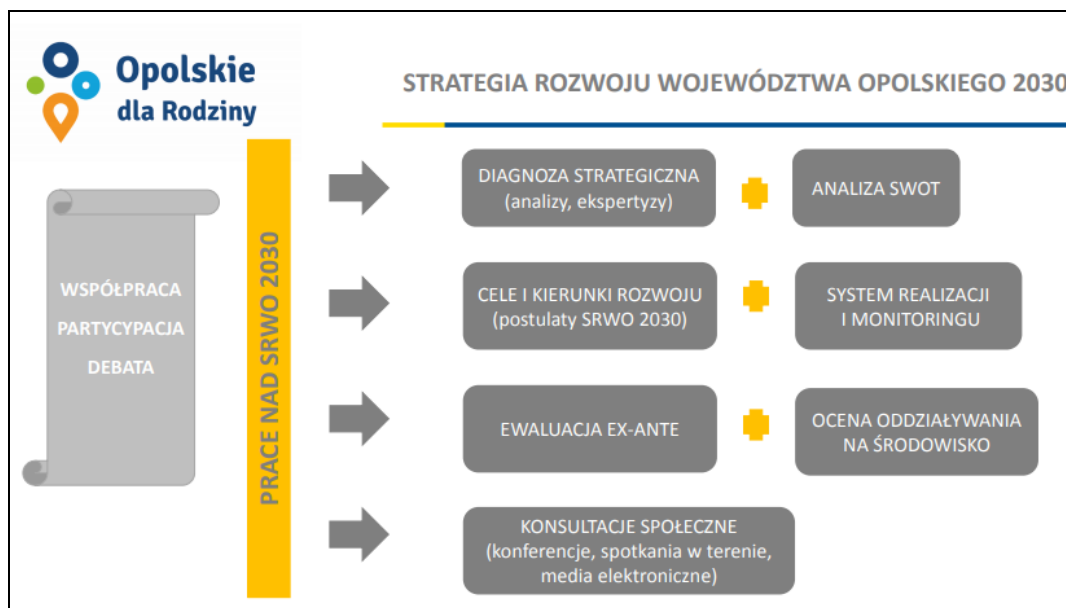 Opolskie
dla Rodziny
STRATEGIA ROZWOJU WOJEWÓDZTWA OPOLSKIEGO 2030
WSPÓŁPRACA
PARTYCYPACJA
DEBATA
PRACE NAD SRWO 2030
DIAGNOZA STRATEGICZNA
(analizy, ekspertyzy)
ANALIZA SWOT
CELE I KIERUNKI ROZWOJU
(postulaty SRWO 2030)
SYSTEM REALIZACJI
I MONITORINGU
EWALUACJA EX-ANTE
OCENA ODDZIAŁYWANIA
NA ŚRODOWISKO
KONSULTACJE SPOŁECZNE
(konferencje, spotkania w terenie,
media elektroniczne)